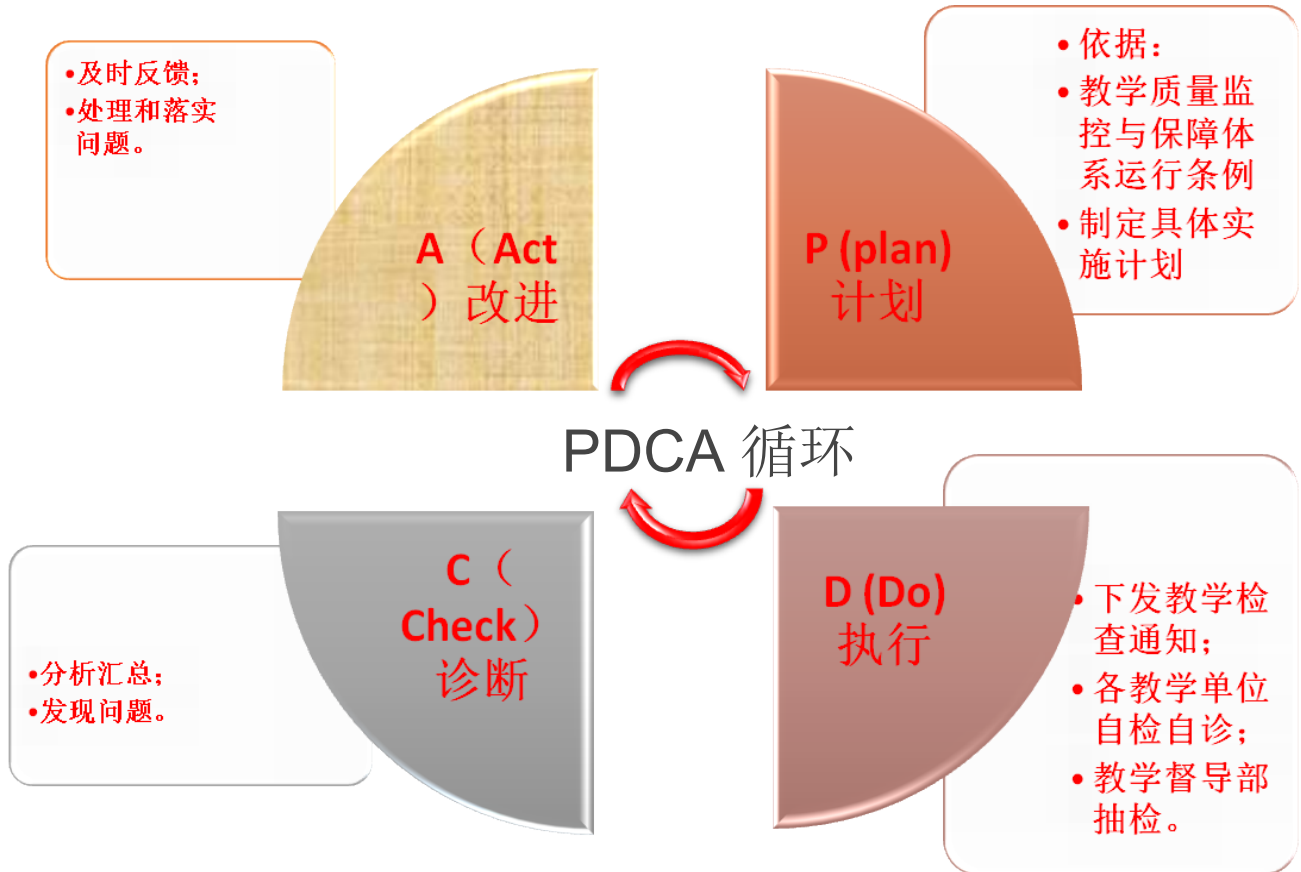 •及时反馈；
•处理和落实
问题。
A（Act
）改进
P (plan)
计划
• 依据：
• 教学质量监
控与保障体
系运行条例
• 制定具体实
施计划
PDCA 循环
C（
Check）
诊断
•分析汇总；
•发现问题。
D (Do)
执行
• 下发教学检
查通知；
• 各教学单位
自检自诊；
• 教学督导部
抽检。